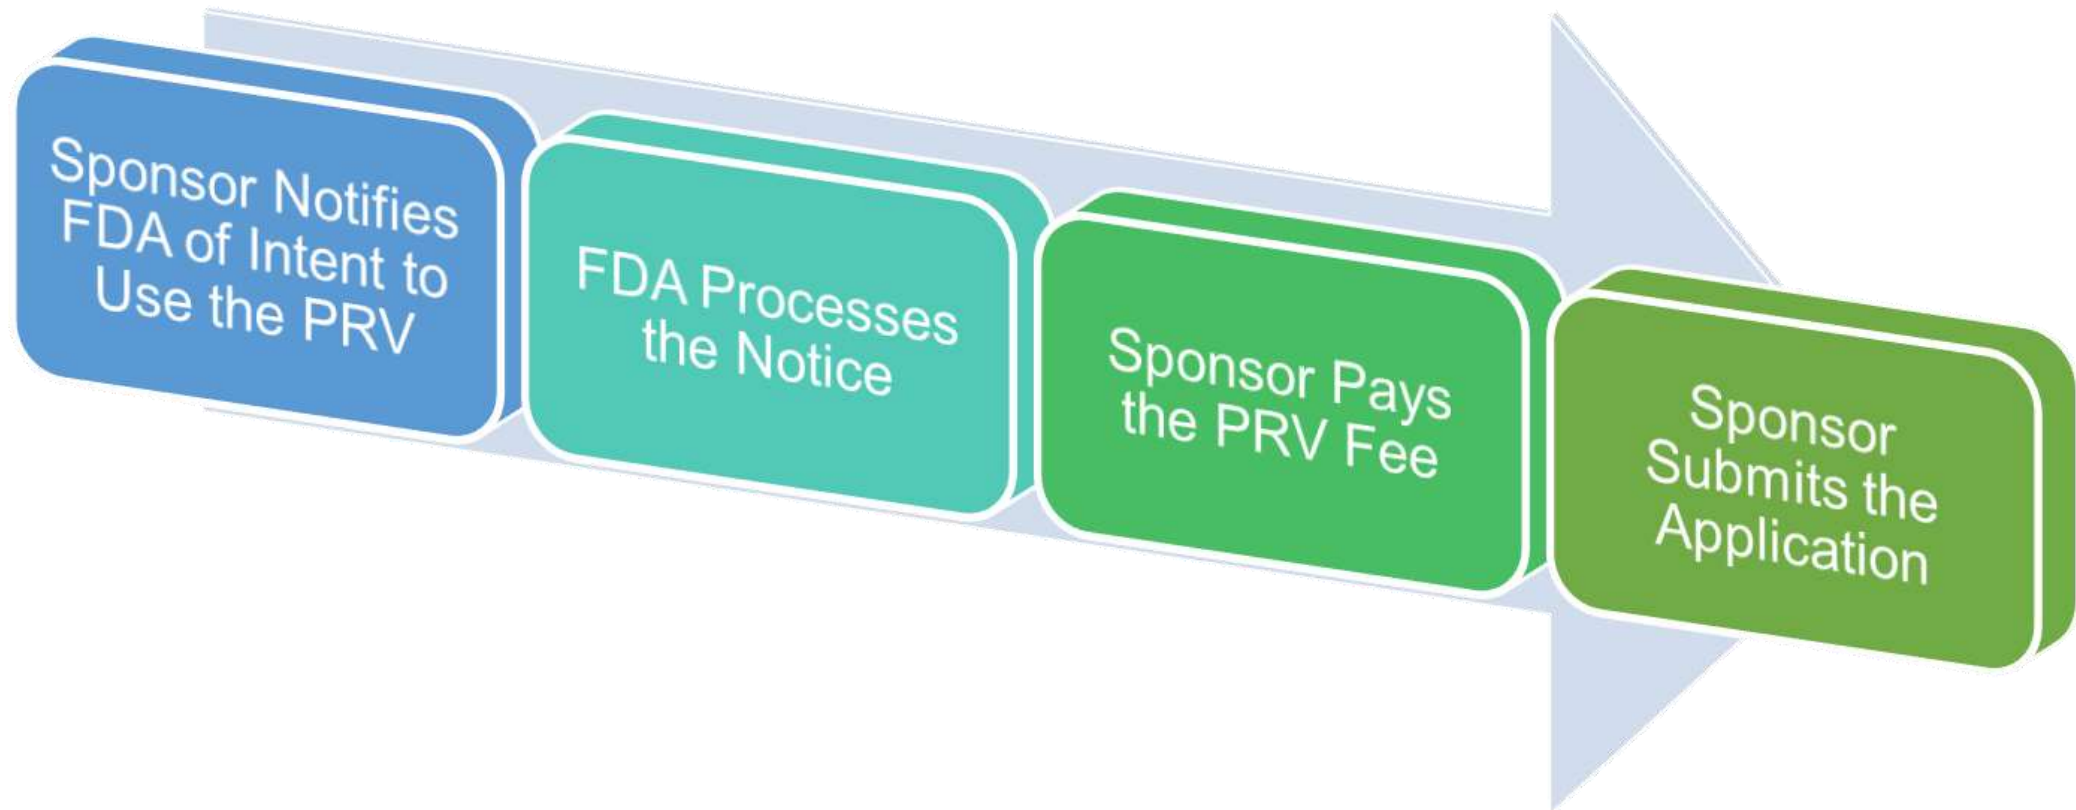 Sponsor Notifies
FDA of Intent to
Use the PRV
FDA Processes
the Notice
Sponsor Pays
the PRV Fee
Sponsor
Submits the
Application